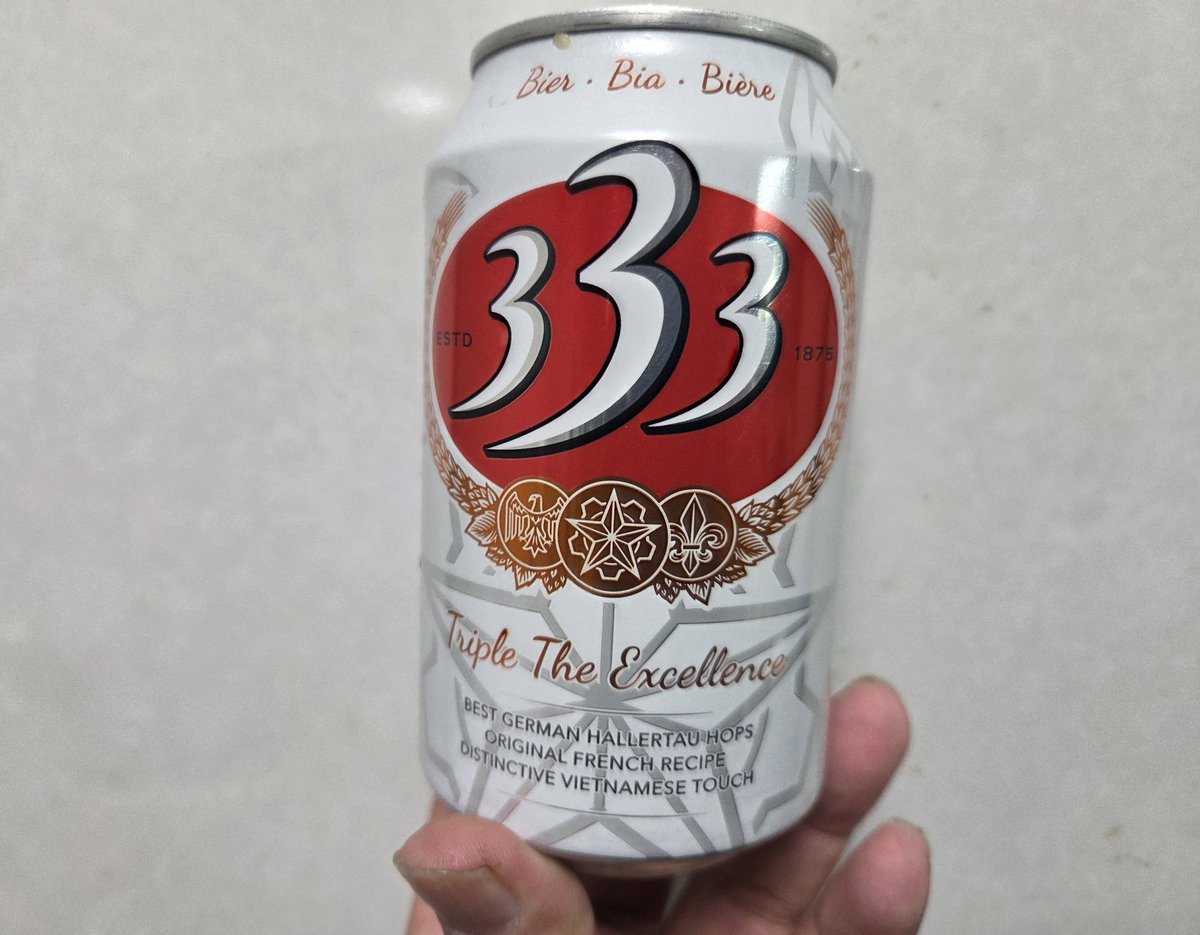 Bier · Bia · Bière
333
ESTD 1875
Triple The Excellence
BEST GERMAN HALLERTAU HOPS
ORIGINAL FRENCH RECIPE
DISTINCTIVE VIETNAMESE TOUCH